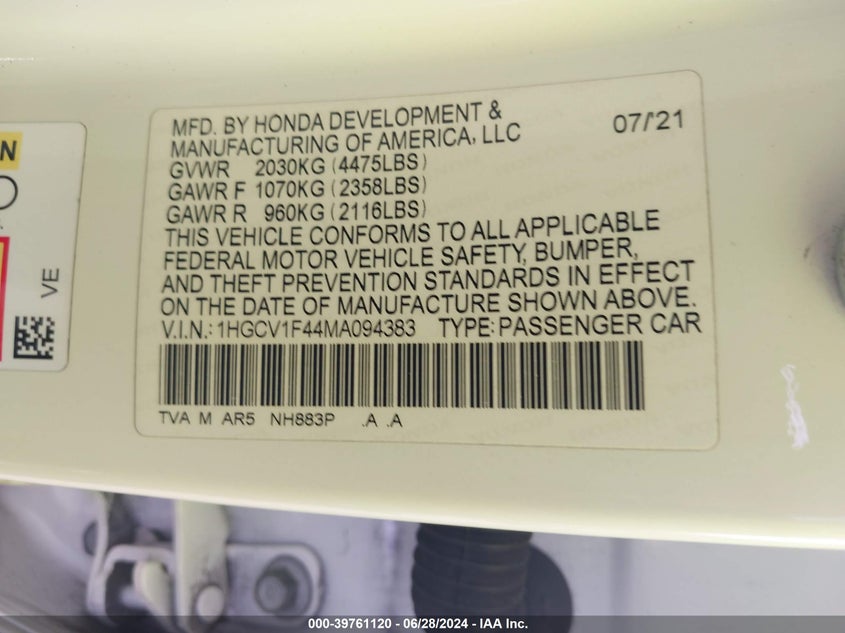 MFD. BY HONDA DEVELOPMENT & 07/'21
MANUFACTURING OF AMERICA, LLC
GVWR 2030KG (4475LBS)
GAWR F 1070KG (2358LBS)
GAWR R 960KG (2116LBS)
THIS VEHICLE CONFORMS TO ALL APPLICABLE
FEDERAL MOTOR VEHICLE SAFETY, BUMPER,
AND THEFT PREVENTION STANDARDS IN EFFECT
ON THE DATE OF MANUFACTURE SHOWN ABOVE.
V.I.N.: 1HGCV1F44MA094383 TYPE: PASSENGER CAR
TVA M AR5 NH883P .A .A
VE
000-39761120 - 06/28/2024 - IAA Inc.